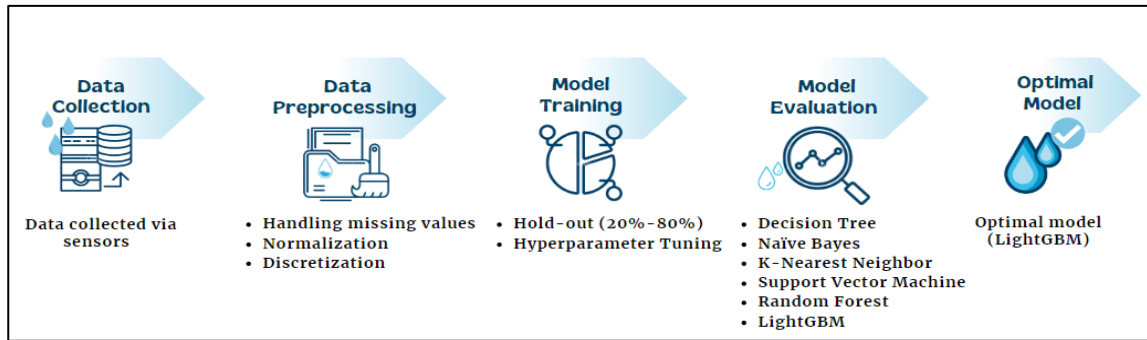 Data
Collection
Data
Preprocessing
Model
Training
Model
Evaluation
Optimal
Model
Data collected via
sensors
• Handling missing values
• Normalization
• Discretization
• Hold-out (20%-80%)
• Hyperparameter Tuning
• Decision Tree
• Naïve Bayes
• K-Nearest Neighbor
• Support Vector Machine
• Random Forest
• LightGBM
Optimal model
(LightGBM)